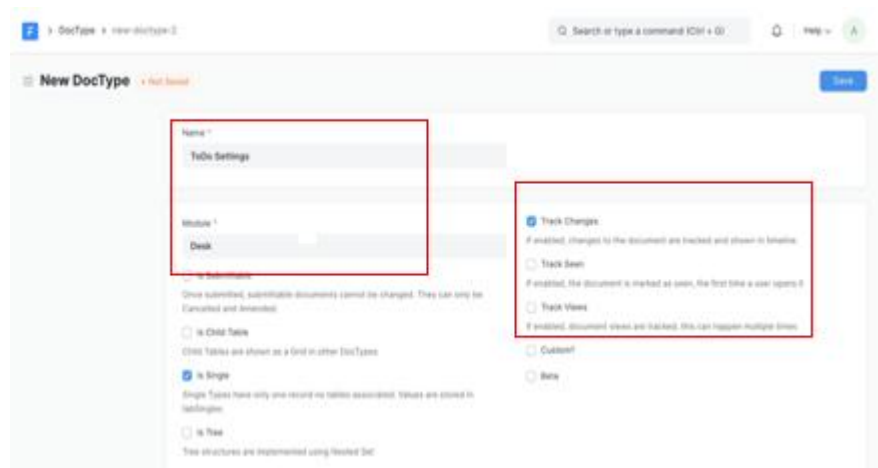 F > DocType > new-doctype-2
Search or type a command (Ctrl + G)
Help
A
New DocType
Not Saved
Save
Name *
ToDo Settings
Module *
Desk
Is Submittable
Once submitted, submittable documents cannot be changed. They can only be
Cancelled and Amended.
Is Child Table
Child Tables are shown as a Grid in other DocTypes
Is Single
Single Types have only one record no tables associated. Values are stored in
tabSingles
Is Tree
Tree structures are implemented using Nested Set
Track Changes
If enabled, changes to the document are tracked and shown in timeline
Track Seen
If enabled, the document is marked as seen, the first time a user opens it
Track Views
If enabled, document views are tracked, this can happen multiple times
Custom?
Beta